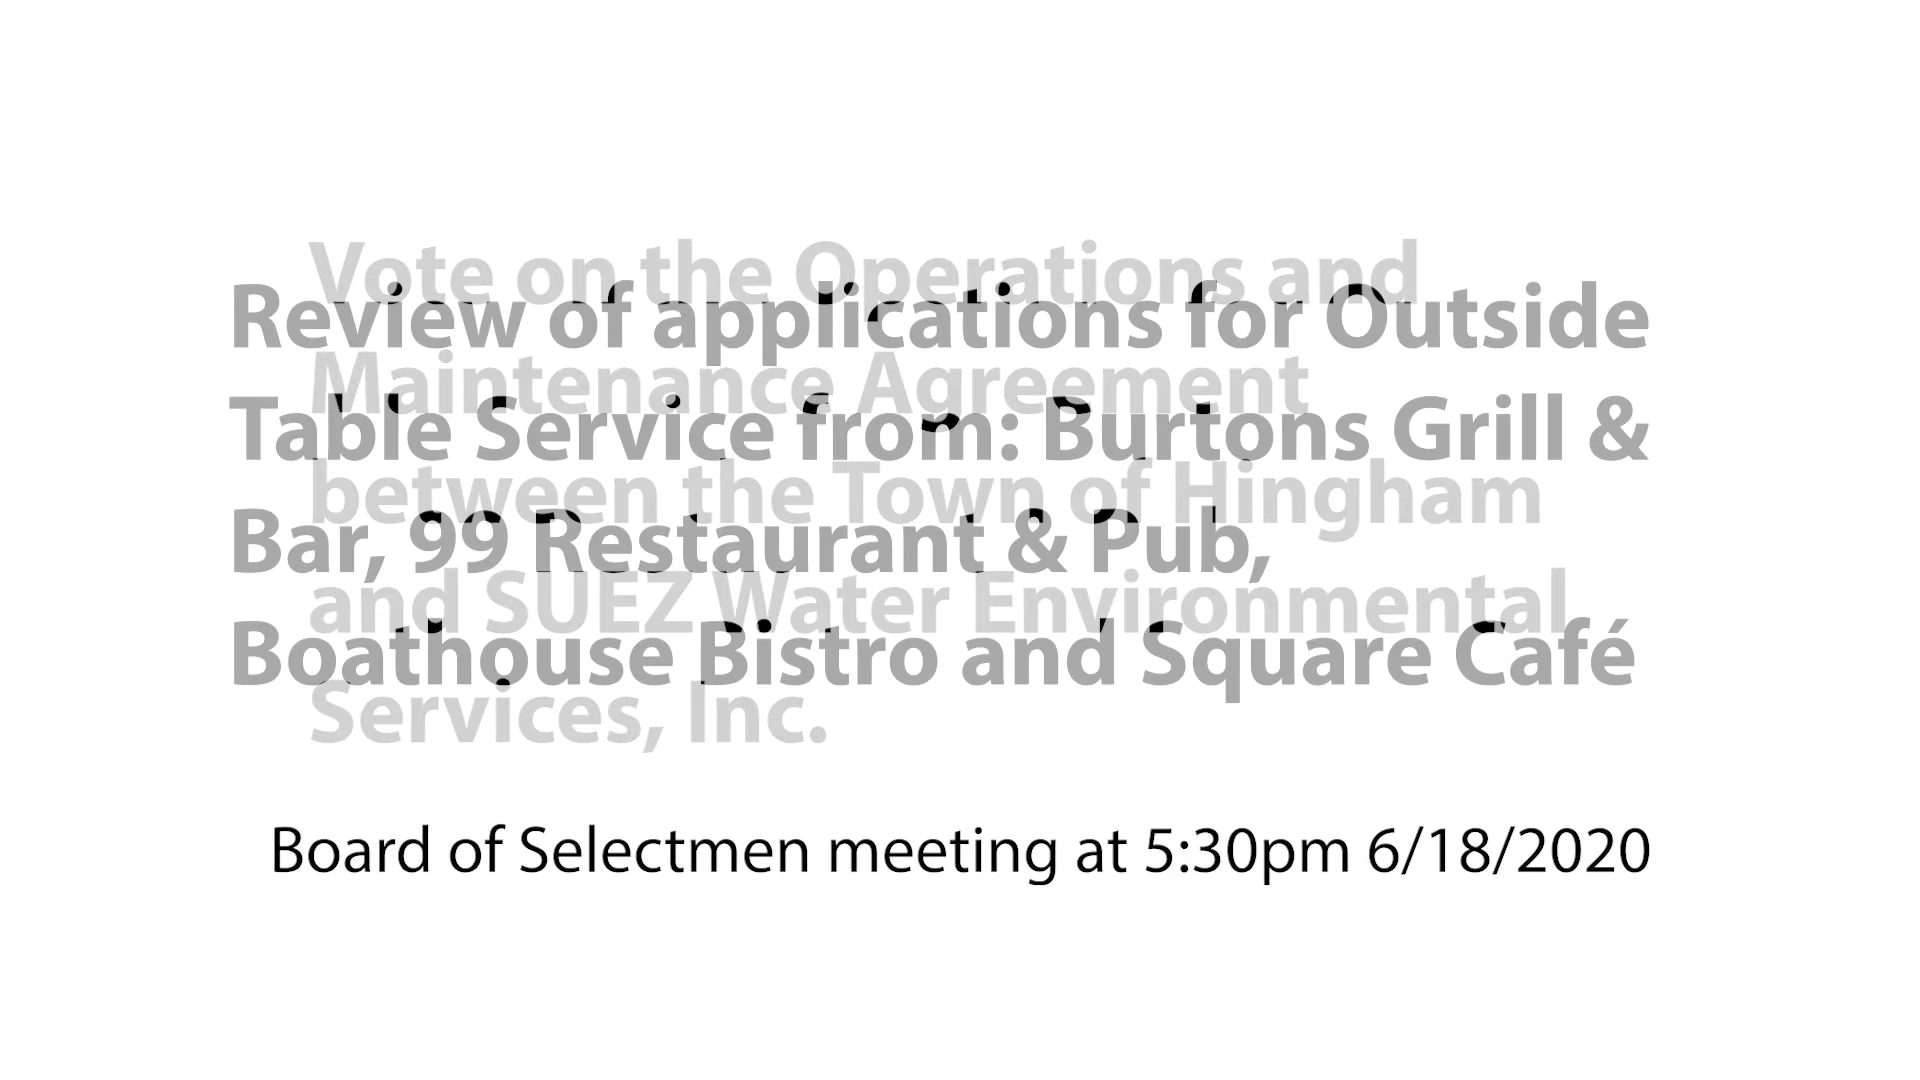 Vote on the Operations and
Maintenance Agreement
between the Town of Hingham
and SUEZ Water Environmental
Services, Inc.
Review of applications for Outside
Table Service from: Burtons Grill &
Bar, 99 Restaurant & Pub,
Boathouse Bistro and Square Café
Board of Selectmen meeting at 5:30pm 6/18/2020